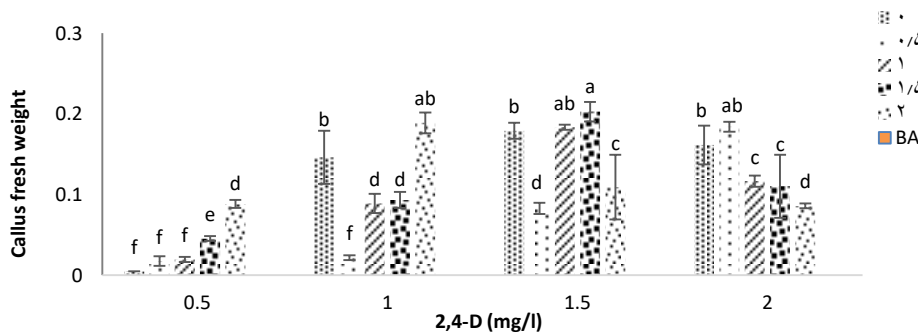 0.3
0.2
0.1
0
Callus fresh weight
f f f e d
b f d d ab
b d ab a c
b ab c c d
0.5 1 1.5 2
2,4-D (mg/l)
۰
۰٫۵
۱
۱٫۵
۲
BA